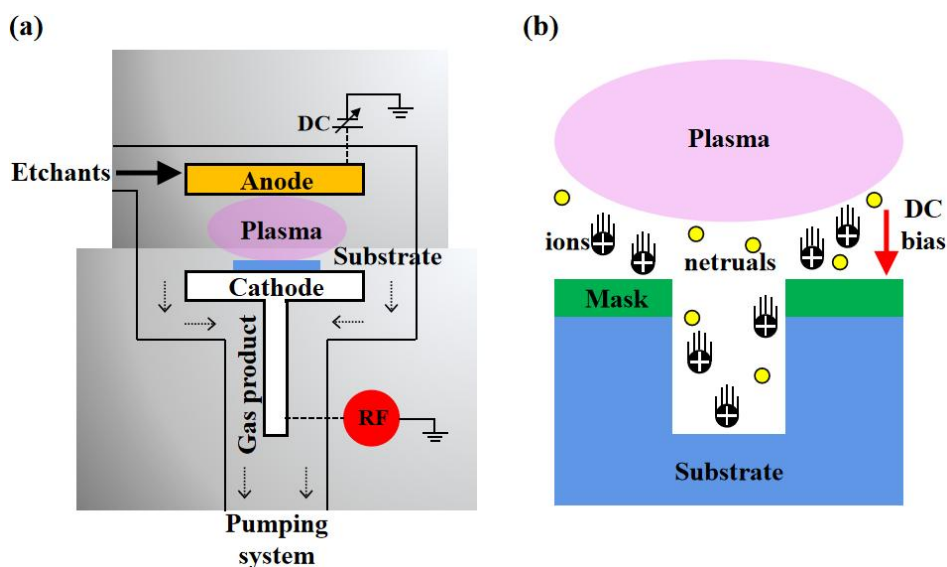 (a)
DC
Etchants
Anode
Plasma
Substrate
Cathode
Gas product
RF
Pumping
system
(b)
Plasma
DC
bias
ions
netruals
Mask
Substrate